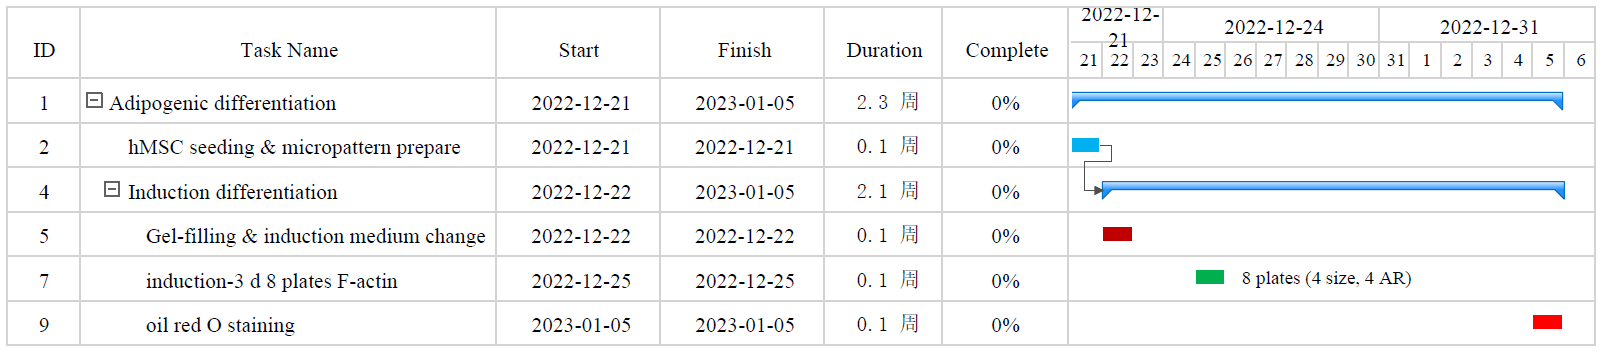 ID Task Name Start Finish Duration Complete 2022-12-21 2022-12-24 2022-12-31
21 22 23 24 25 26 27 28 29 30 31 1 2 3 4 5 6
1 Adipogenic differentiation 2022-12-21 2023-01-05 2.3 周 0%
2 hMSC seeding & micropattern prepare 2022-12-21 2022-12-21 0.1 周 0%
4 Induction differentiation 2022-12-22 2023-01-05 2.1 周 0%
5 Gel-filling & induction medium change 2022-12-22 2022-12-22 0.1 周 0%
7 induction-3 d 8 plates F-actin 2022-12-25 2022-12-25 0.1 周 0% 8 plates (4 size, 4 AR)
9 oil red O staining 2023-01-05 2023-01-05 0.1 周 0%